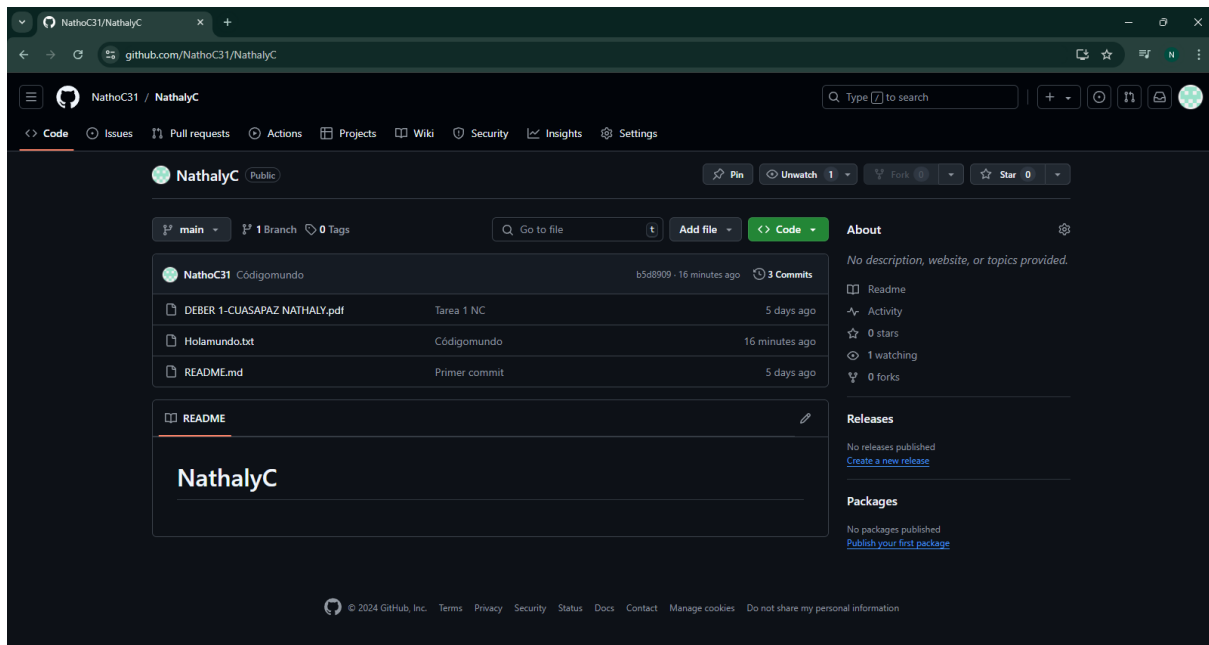 NathoC31/NathalyC
github.com/NathoC31/NathalyC
N
NathoC31 / NathalyC
Type / to search
Code Issues Pull requests Actions Projects Wiki Security Insights Settings
NathalyC Public
Pin Unwatch 1 Fork 0 Star 0
main 1 Branch 0 Tags
Go to file t Add file Code
NathoC31 Códigomundo b5d8909 · 16 minutes ago 3 Commits
DEBER 1-CUASAPAZ NATHALY.pdf Tarea 1 NC 5 days ago
Holamundo.txt Códigomundo 16 minutes ago
README.md Primer commit 5 days ago
README
NathalyC
About
No description, website, or topics provided.
Readme
Activity
0 stars
1 watching
0 forks
Releases
No releases published
Create a new release
Packages
No packages published
Publish your first package
© 2024 GitHub, Inc. Terms Privacy Security Status Docs Contact Manage cookies Do not share my personal information